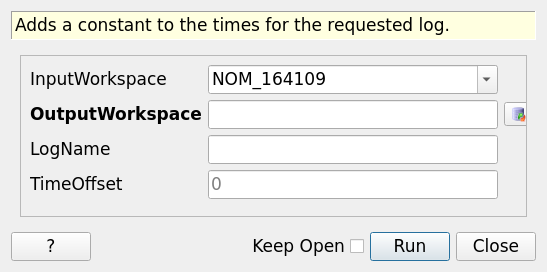 Adds a constant to the times for the requested log.
InputWorkspace NOM_164109
OutputWorkspace
LogName
TimeOffset 0
? Keep Open Run Close